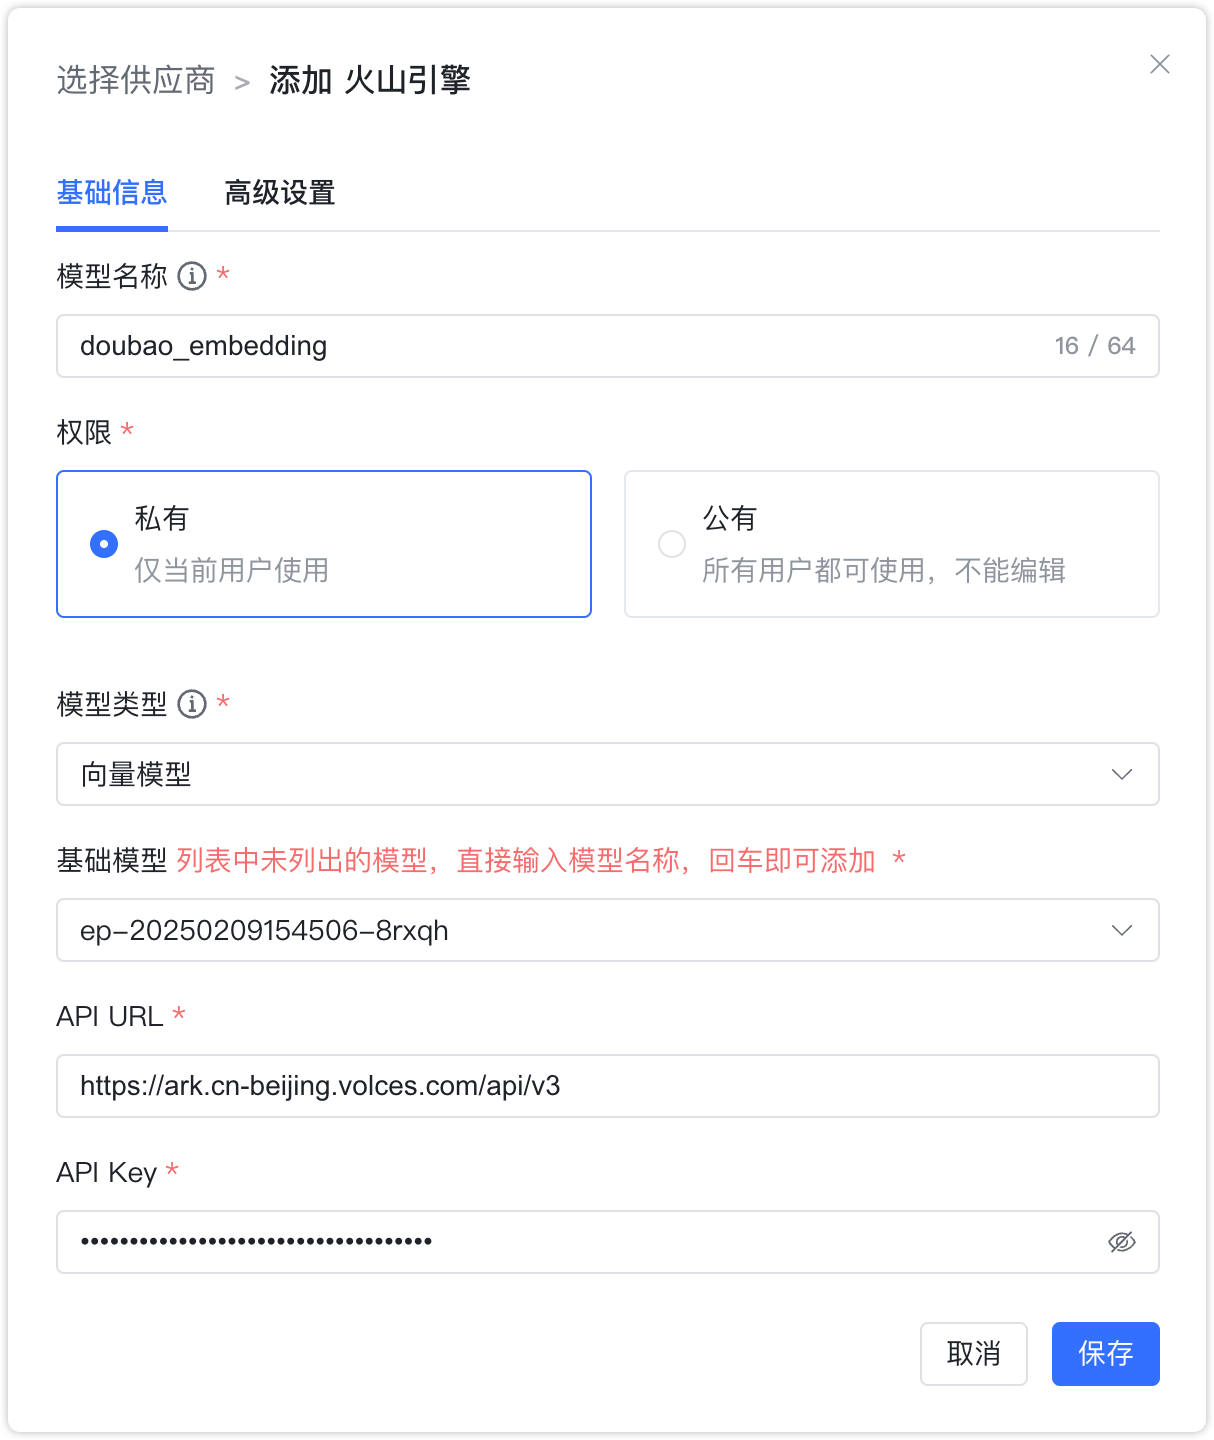 选择供应商 > 添加 火山引擎
基础信息 高级设置
模型名称 *
doubao_embedding 16 / 64
权限 *
私有
仅当前用户使用
公有
所有用户都可使用，不能编辑
模型类型 *
向量模型
基础模型 列表中未列出的模型，直接输入模型名称，回车即可添加 *
ep-20250209154506-8rxqh
API URL *
https://ark.cn-beijing.volces.com/api/v3
API Key *
••••••••••••••••••••••••••••••••••••
取消 保存